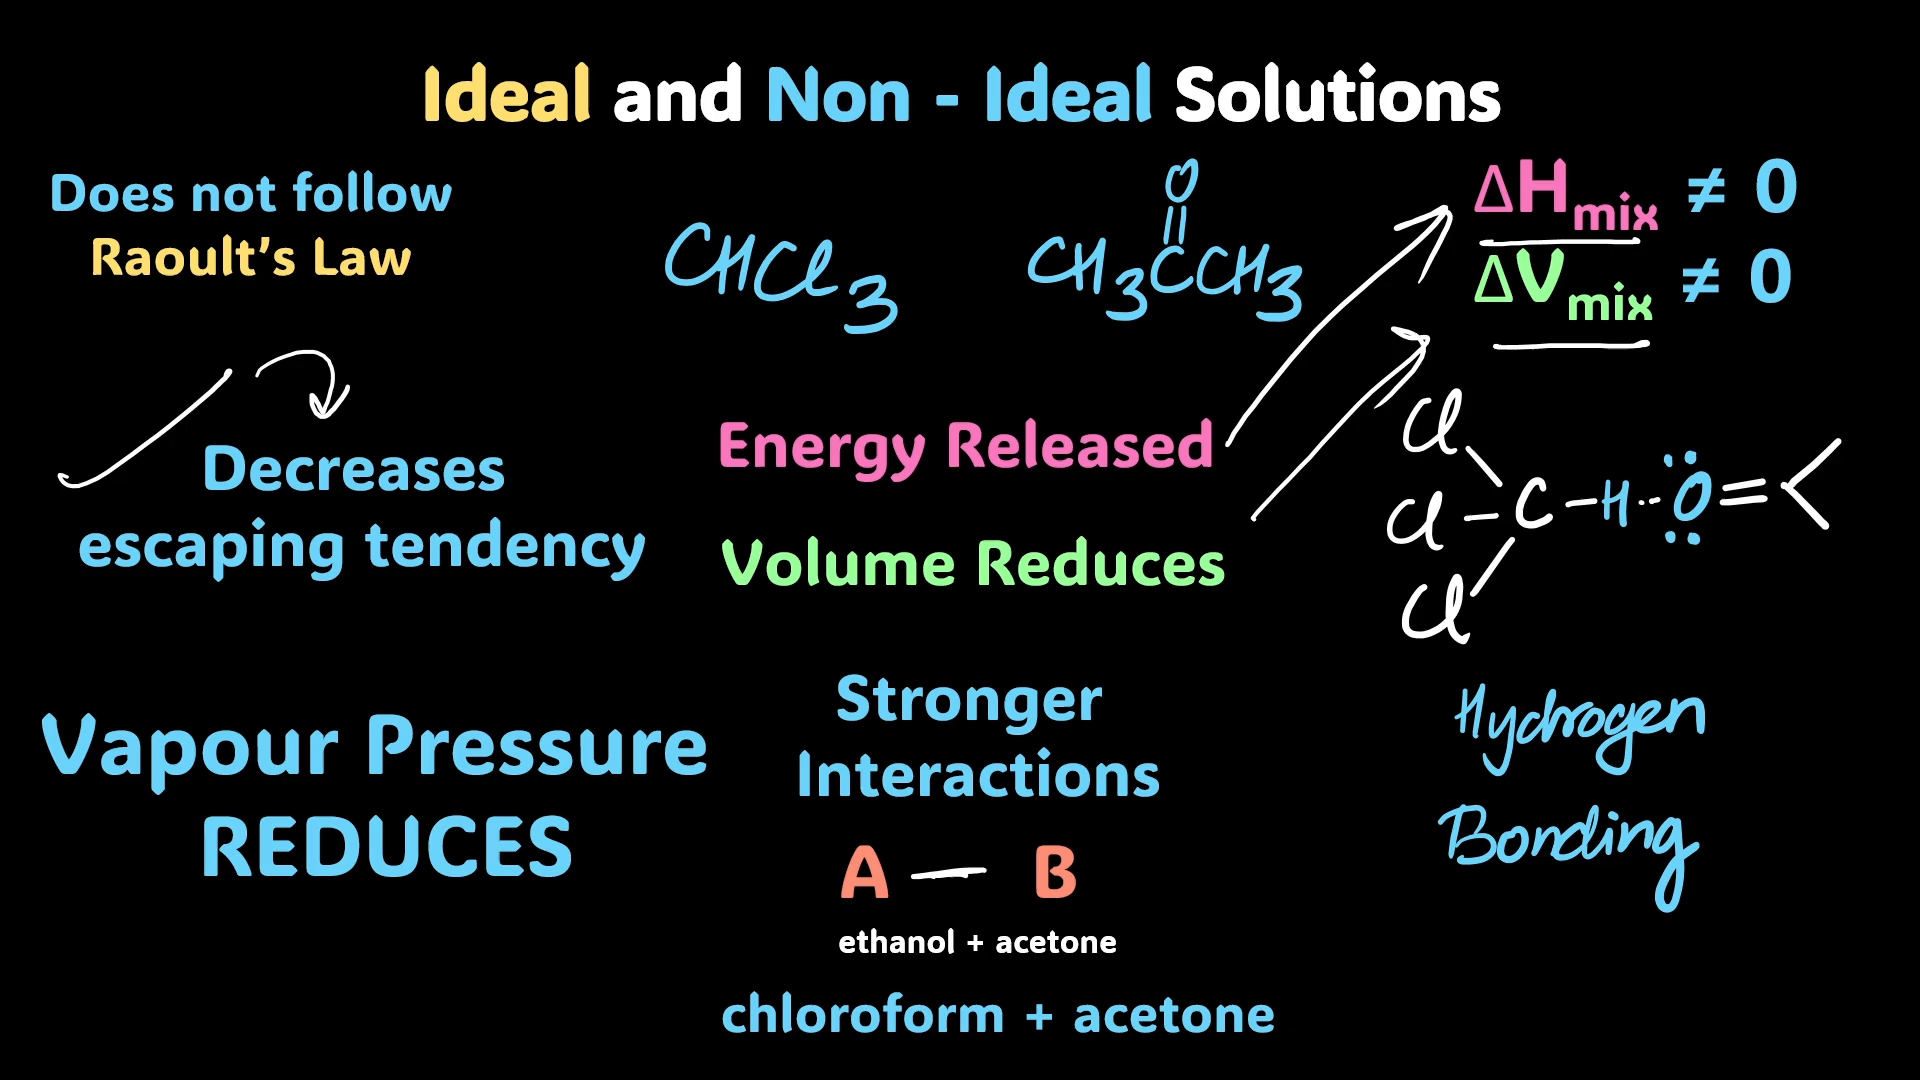 Ideal and Non - Ideal Solutions
Does not follow
Raoult's Law
CHCl3
O
CH3CCH3
ΔHmix ≠ 0
ΔVmix ≠ 0
Decreases
escaping tendency
Energy Released
Volume Reduces
Cl
Cl – C – H ··· O =
Cl
Vapour Pressure
REDUCES
Stronger
Interactions
A — B
ethanol + acetone
chloroform + acetone
Hydrogen
Bonding